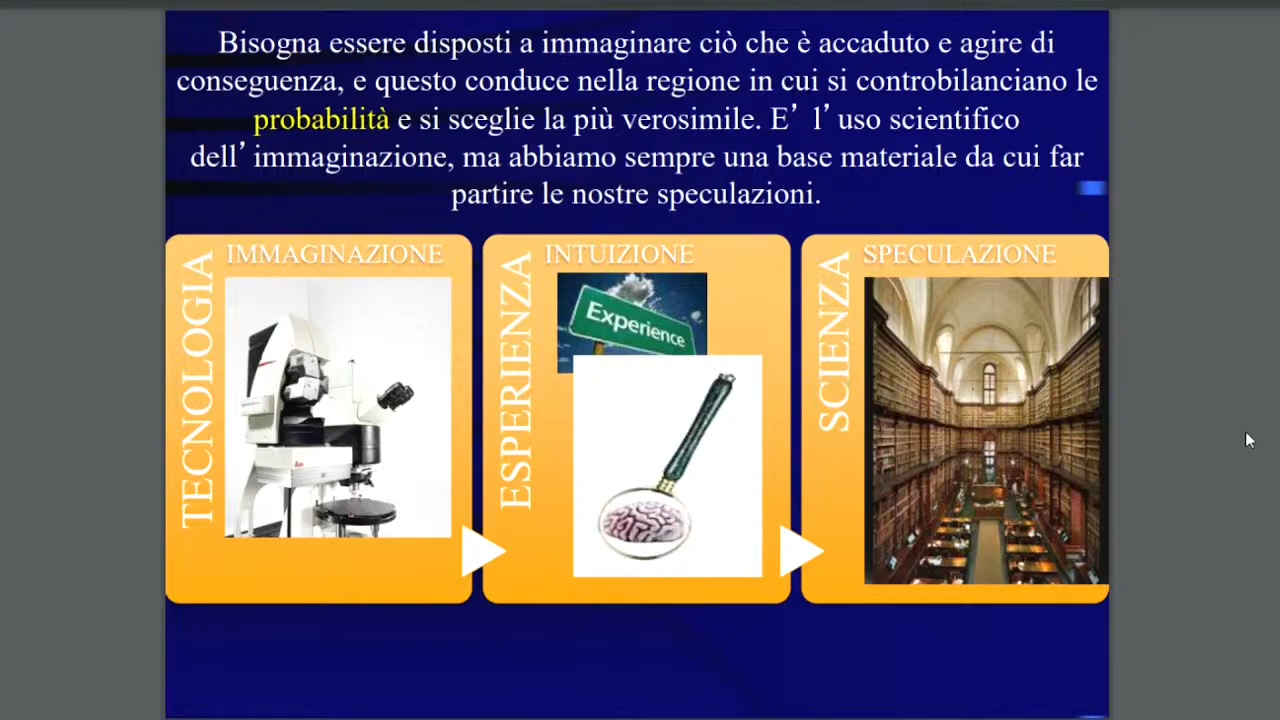 Bisogna essere disposti a immaginare ciò che è accaduto e agire di
conseguenza, e questo conduce nella regione in cui si controbilanciano le
probabilità e si sceglie la più verosimile. E’ l’uso scientifico
dell’immaginazione, ma abbiamo sempre una base materiale da cui far
partire le nostre speculazioni.
TECNOLOGIA
IMMAGINAZIONE
ESPERIENZA
INTUIZIONE
Experience
SCIENZA
SPECULAZIONE